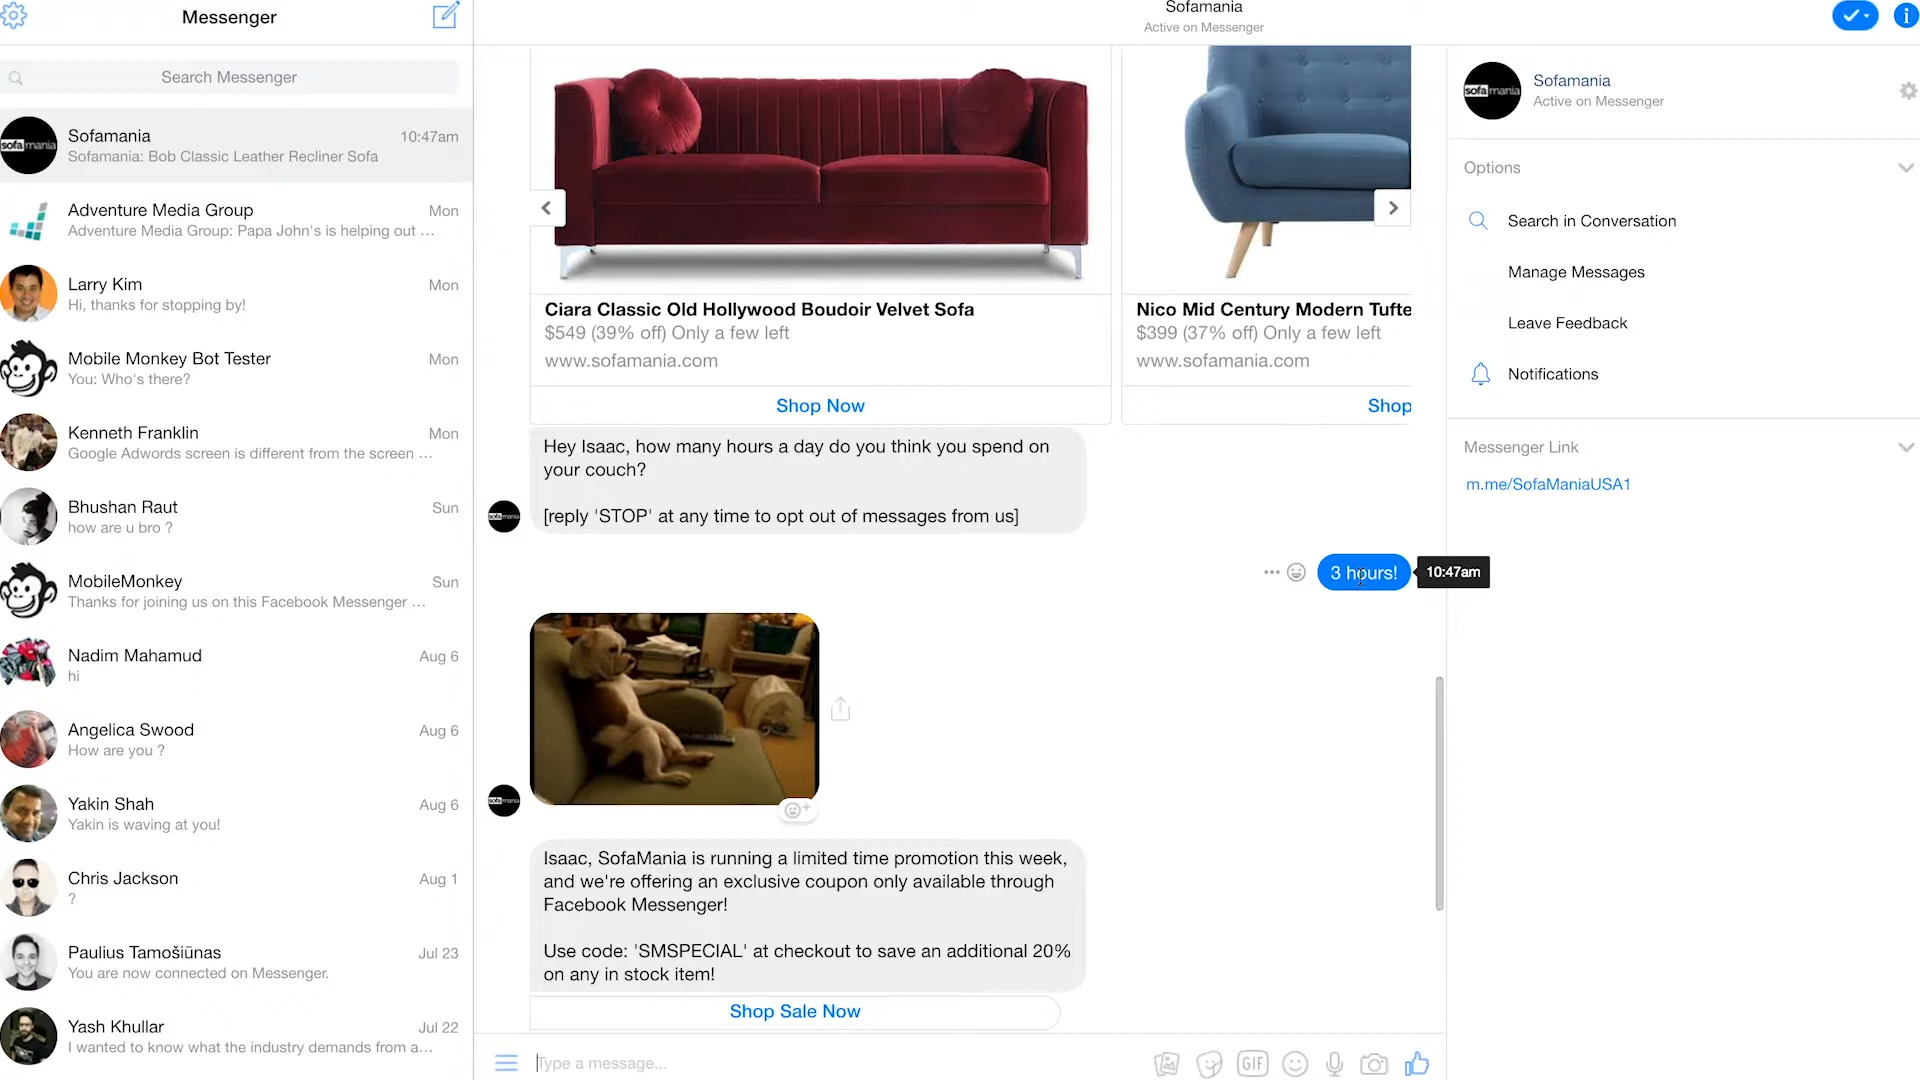 Messenger
Search Messenger
sofamania
Sofamania
10:47am
Sofamania: Bob Classic Leather Recliner Sofa
Adventure Media Group
Mon
Adventure Media Group: Papa John's is helping out ...
Larry Kim
Mon
Hi, thanks for stopping by!
Mobile Monkey Bot Tester
Mon
You: Who's there?
Kenneth Franklin
Mon
Google Adwords screen is different from the screen ...
Bhushan Raut
Sun
how are u bro ?
MobileMonkey
Sun
Thanks for joining us on this Facebook Messenger ...
Nadim Mahamud
Aug 6
hi
Angelica Swood
Aug 6
How are you ?
Yakin Shah
Aug 6
Yakin is waving at you!
Chris Jackson
Aug 1
?
Paulius Tamošiūnas
Jul 23
You are now connected on Messenger.
Yash Khullar
Jul 22
I wanted to know what the industry demands from a...
Sofamania
Active on Messenger
Ciara Classic Old Hollywood Boudoir Velvet Sofa
$549 (39% off) Only a few left
www.sofamania.com
Shop Now
Nico Mid Century Modern Tufte
$399 (37% off) Only a few left
www.sofamania.com
Shop
Hey Isaac, how many hours a day do you think you spend on
your couch?
[reply 'STOP' at any time to opt out of messages from us]
sofamania
3 hours!
10:47am
sofamania
Isaac, SofaMania is running a limited time promotion this week,
and we're offering an exclusive coupon only available through
Facebook Messenger!
Use code: 'SMSPECIAL' at checkout to save an additional 20%
on any in stock item!
Shop Sale Now
Type a message...
GIF
sofamania
Sofamania
Active on Messenger
Options
Search in Conversation
Manage Messages
Leave Feedback
Notifications
Messenger Link
m.me/SofaManiaUSA1